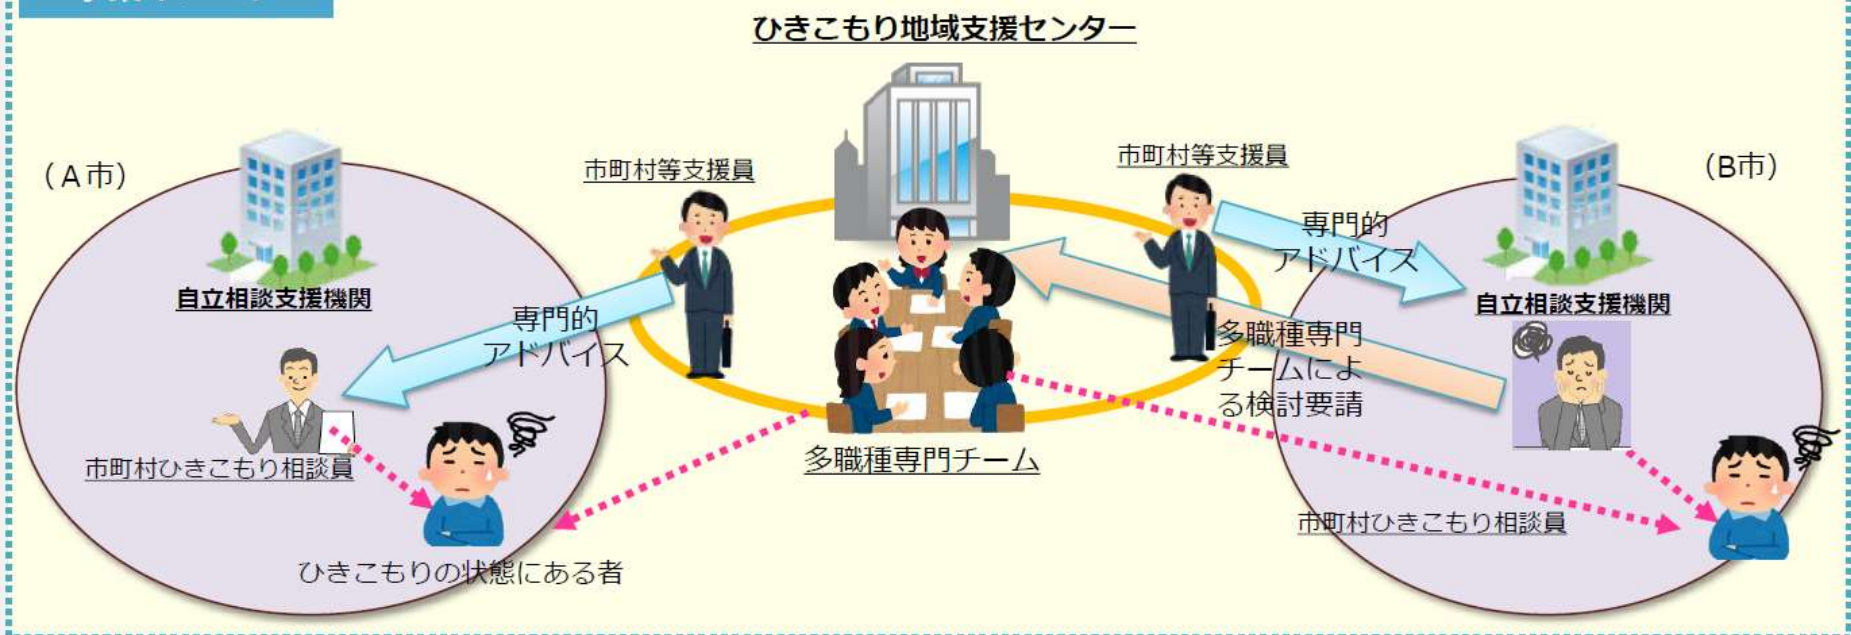 ひきこもり地域支援センター
(A市)
市町村等支援員
市町村等支援員
(B市)
専門的
アドバイス
自立相談支援機関
専門的
アドバイス
自立相談支援機関
多職種専門
チームによ
る検討要請
市町村ひきこもり相談員
多職種専門チーム
市町村ひきこもり相談員
ひきこもりの状態にある者